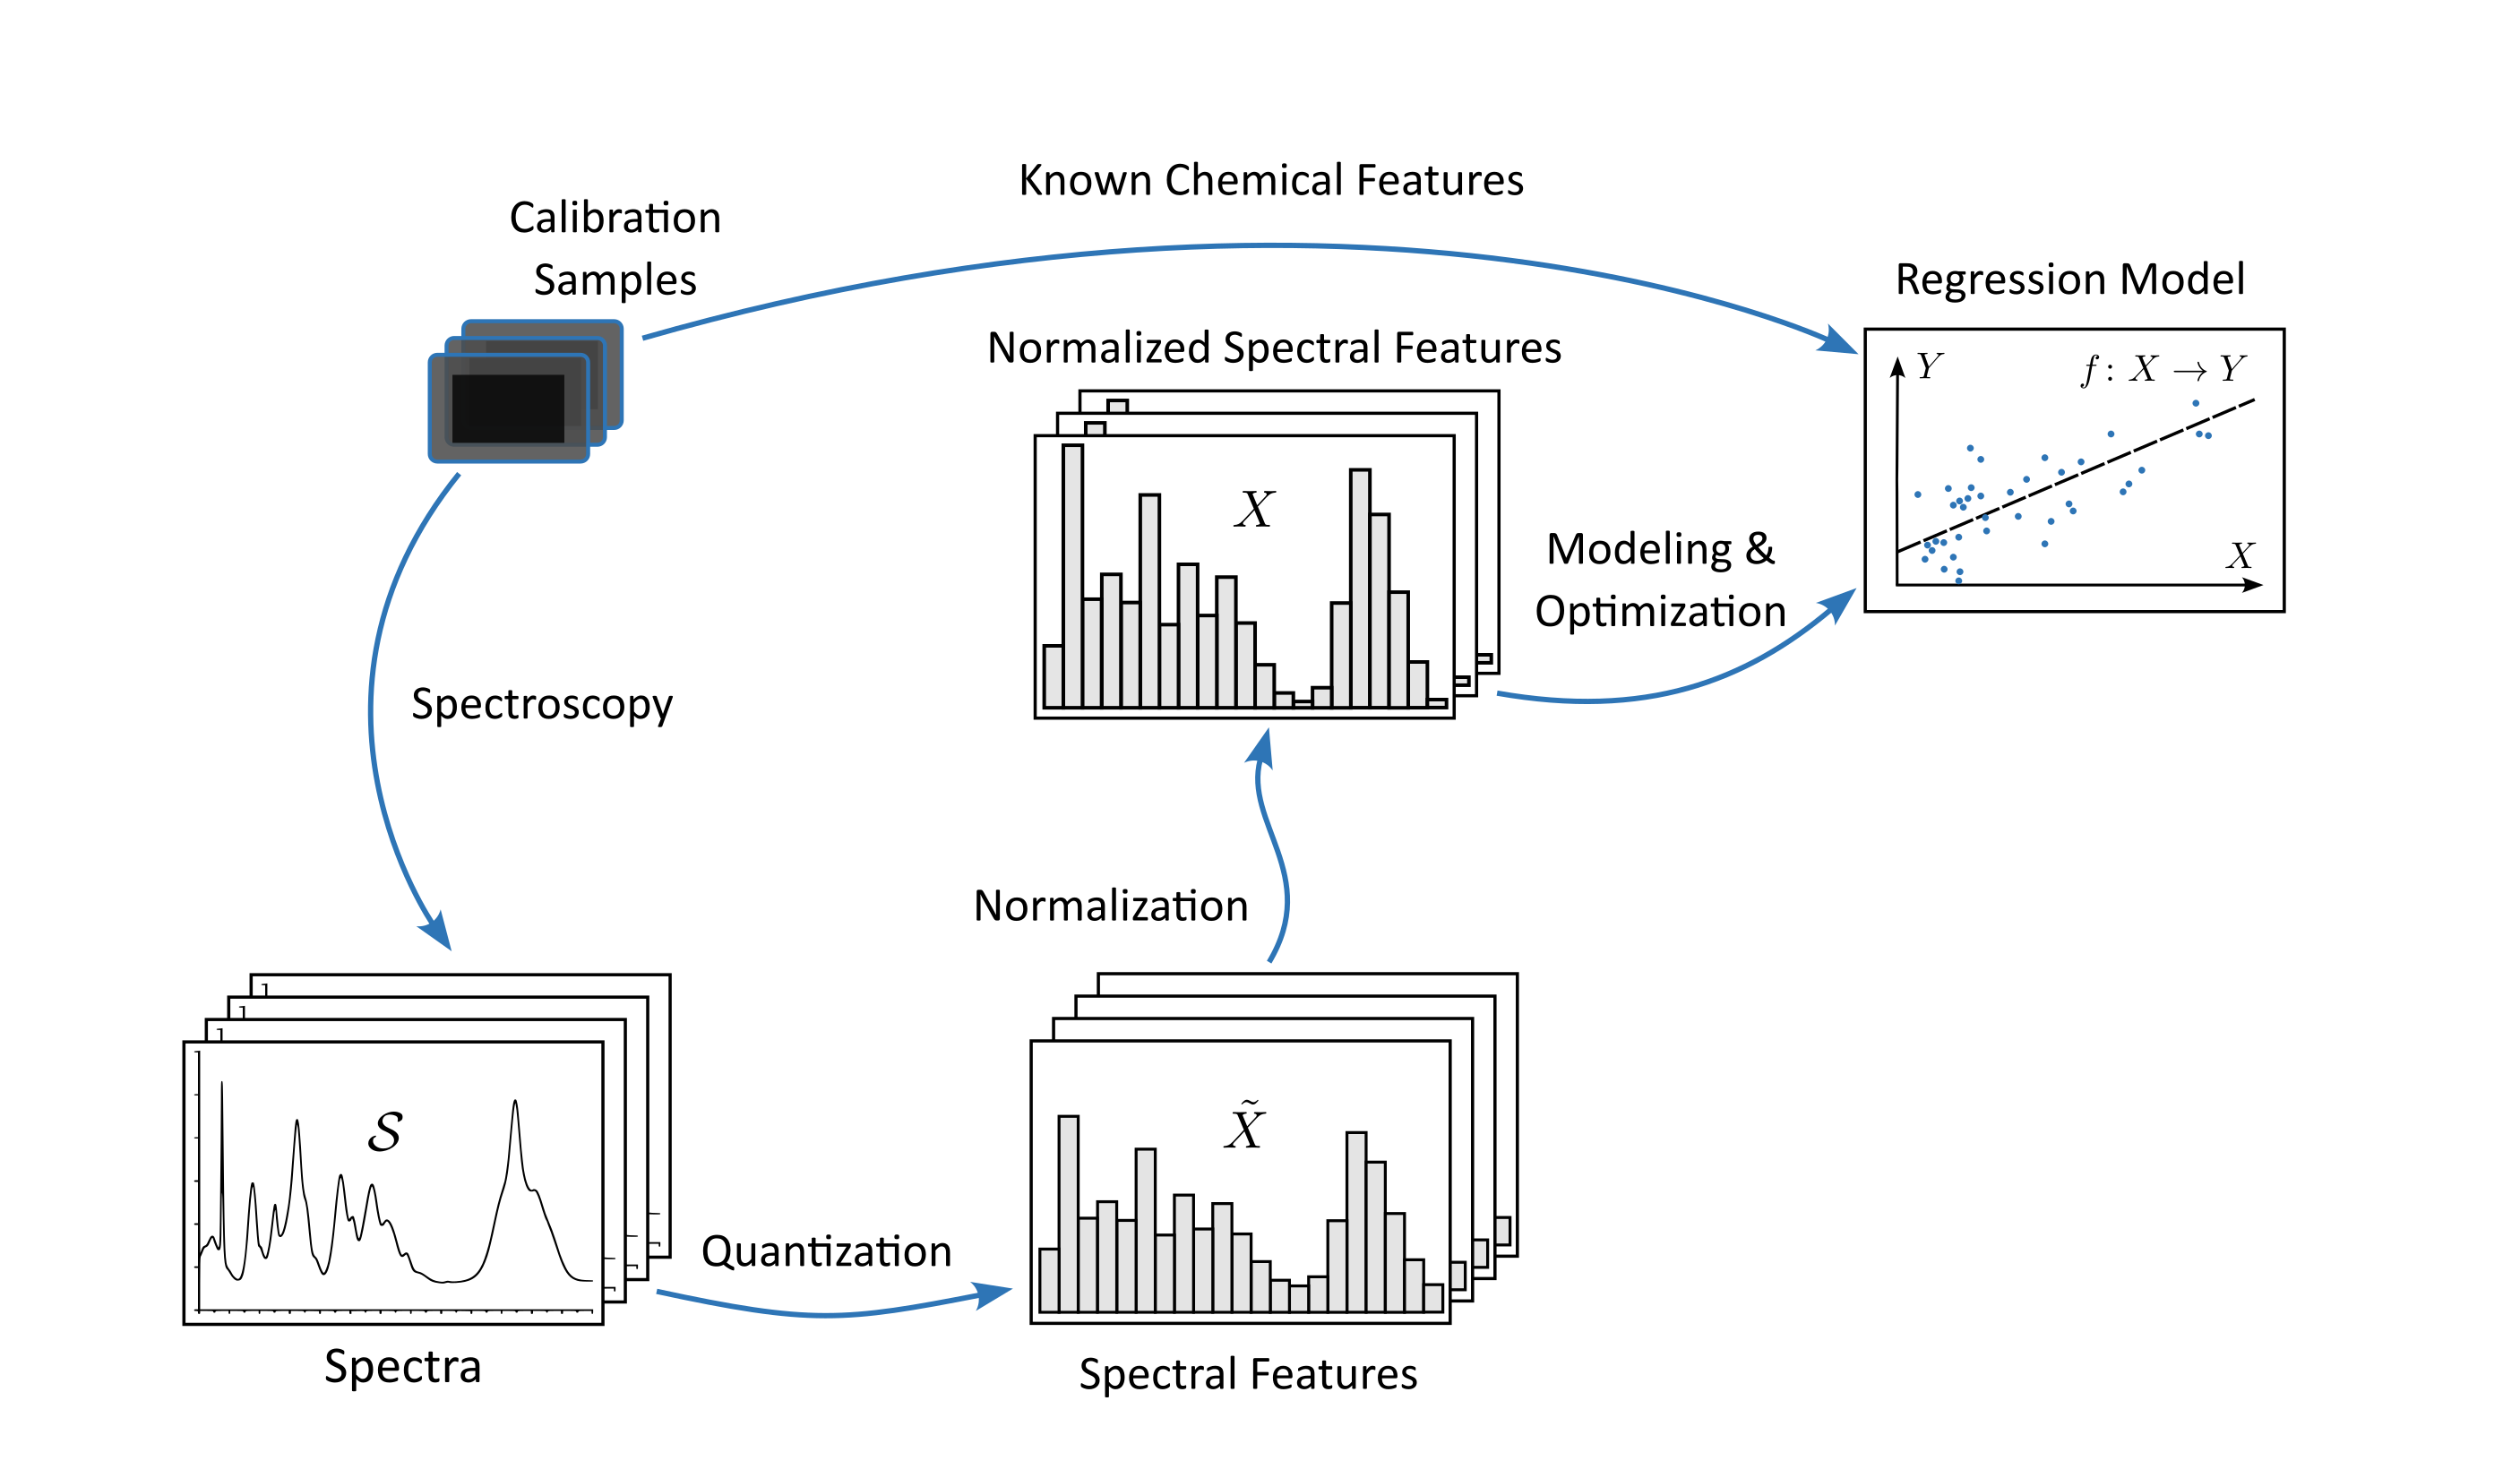 Known Chemical Features
Calibration
Samples
Regression Model
Normalized Spectral Features
Y
f : X → Y
X
X
Modeling &
Optimization
Spectroscopy
Normalization
S
X̃
Quantization
Spectra
Spectral Features